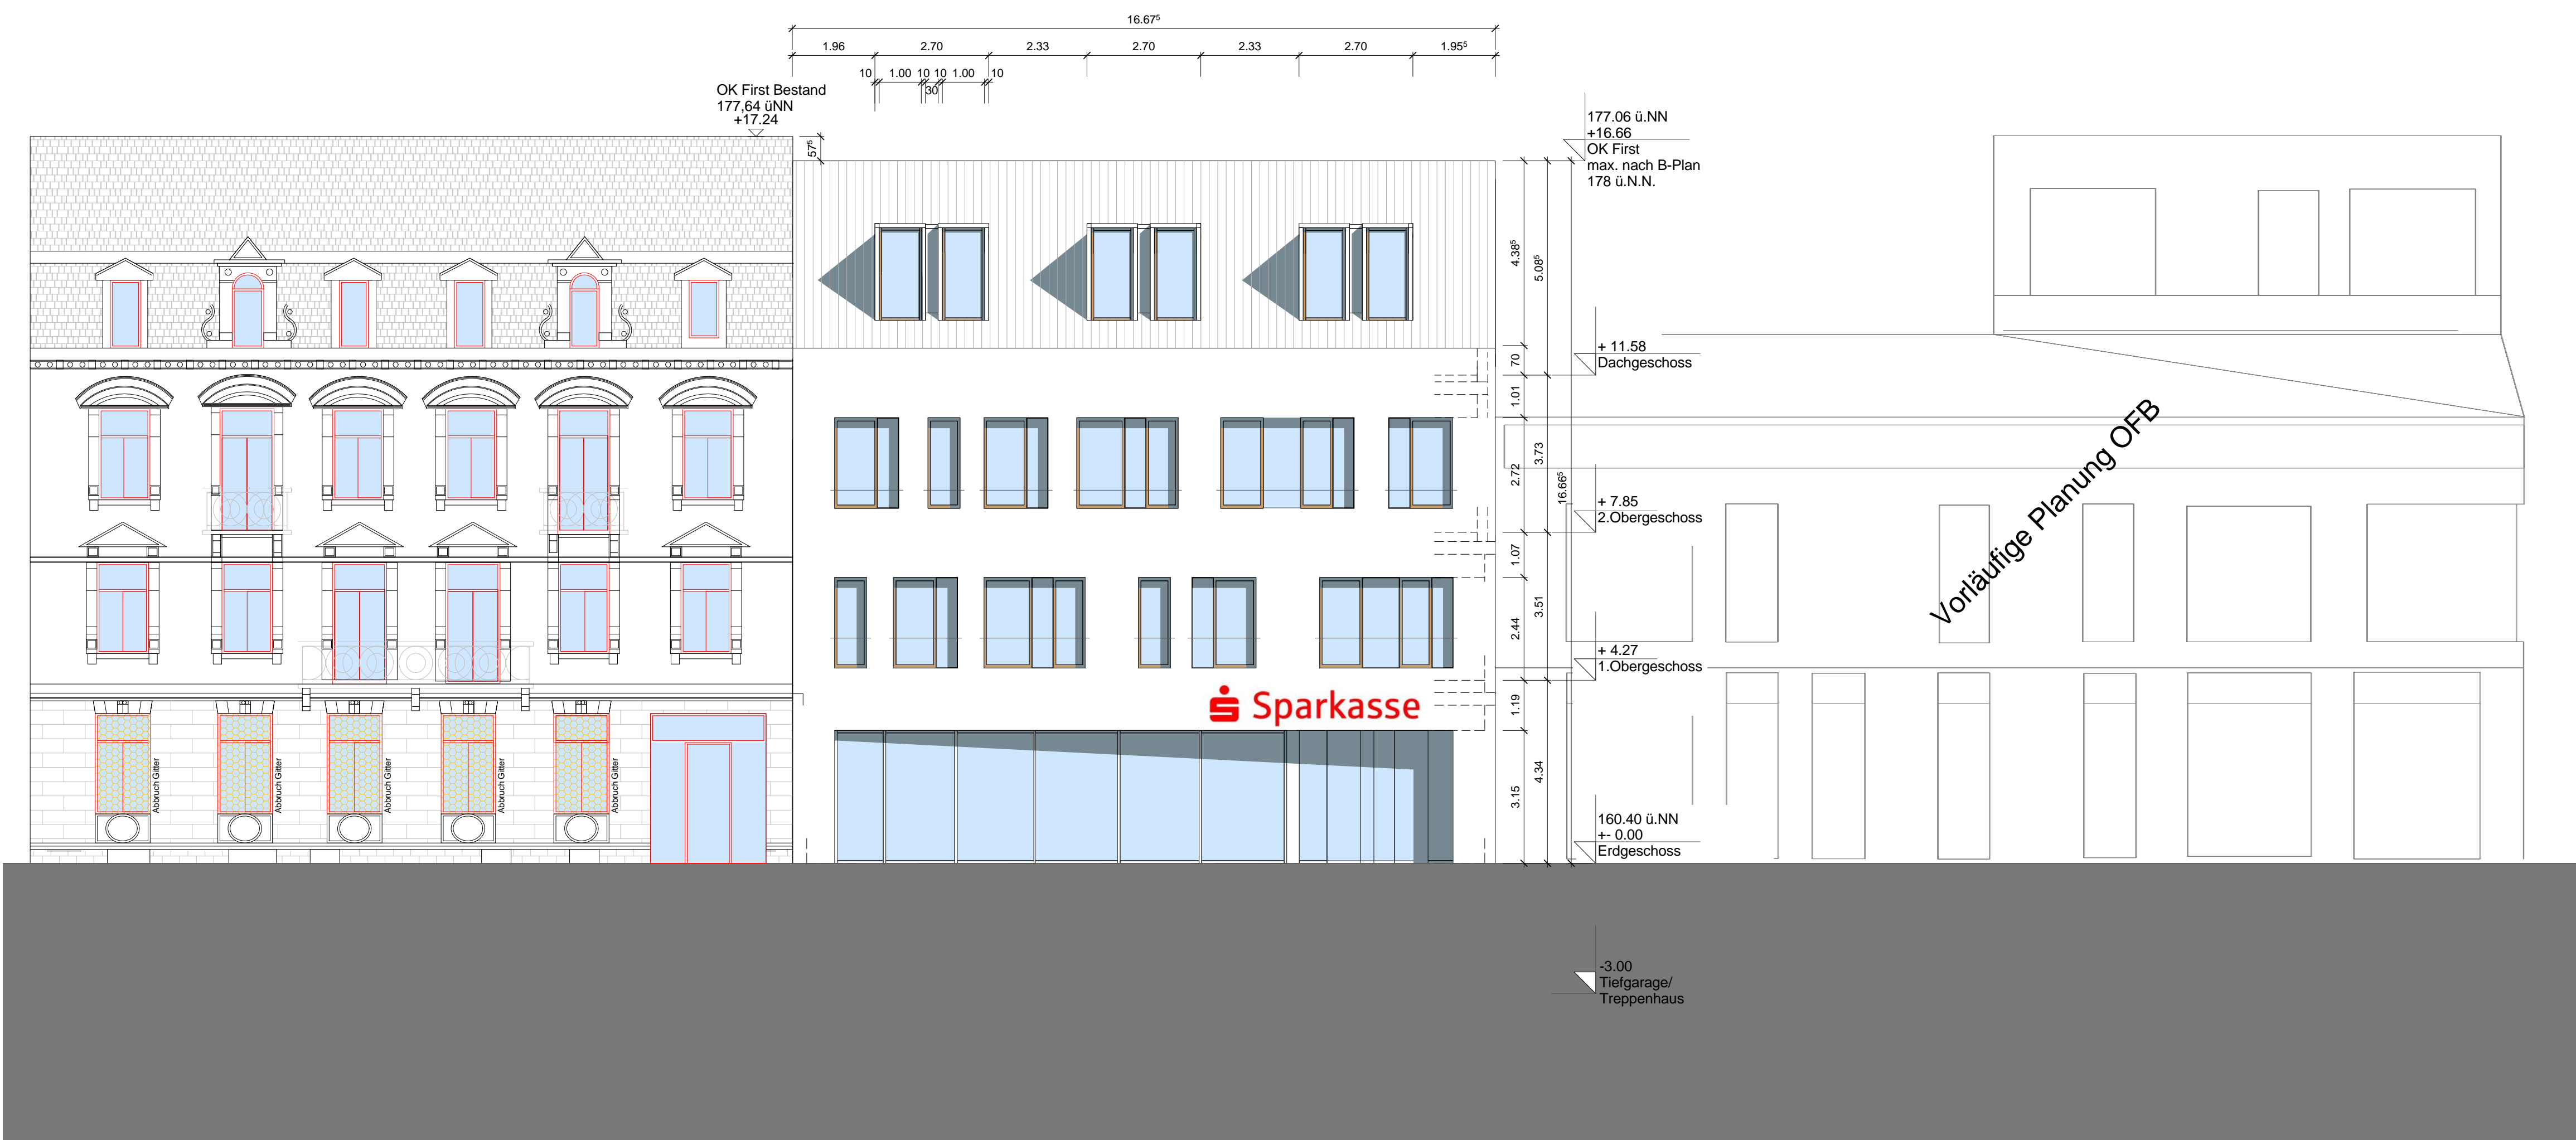 16.67⁵
1.96 2.70 2.33 2.70 2.33 2.70 1.95⁵
10 1.00 10 10 1.00 10
30
OK First Bestand
177,64 üNN
+17.24
57⁵
177.06 ü.NN
+16.66
OK First
max. nach B-Plan
178 ü.N.N.
4.38⁵
5.08⁵
+ 11.58
Dachgeschoss
70
1.01
3.73
2.72
16.66⁵
+ 7.85
2.Obergeschoss
1.07
3.51
2.44
+ 4.27
1.Obergeschoss
1.19
Sparkasse
4.34
3.15
160.40 ü.NN
+- 0.00
Erdgeschoss
Abbruch Gitter
Abbruch Gitter
Abbruch Gitter
Abbruch Gitter
Abbruch Gitter
Vorläufige Planung OFB
-3.00
Tiefgarage/
Treppenhaus